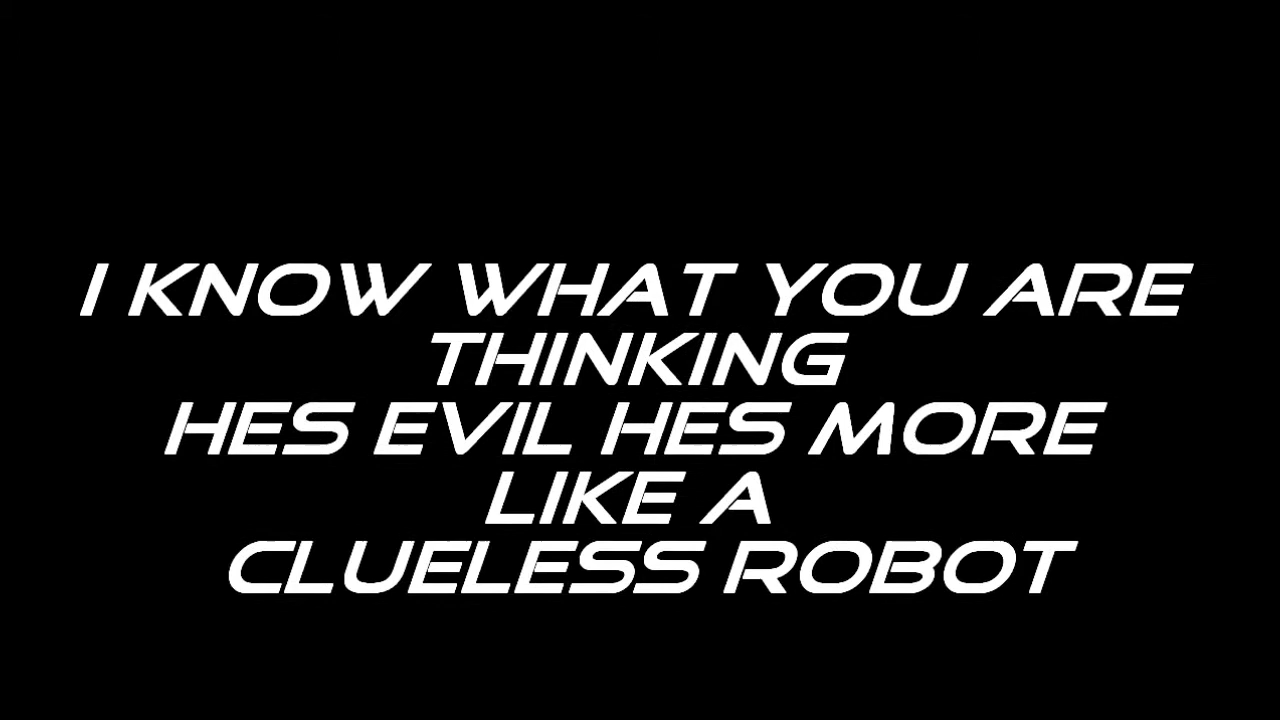 I KNOW WHAT YOU ARE
THINKING
HES EVIL HES MORE
LIKE A
CLUELESS ROBOT